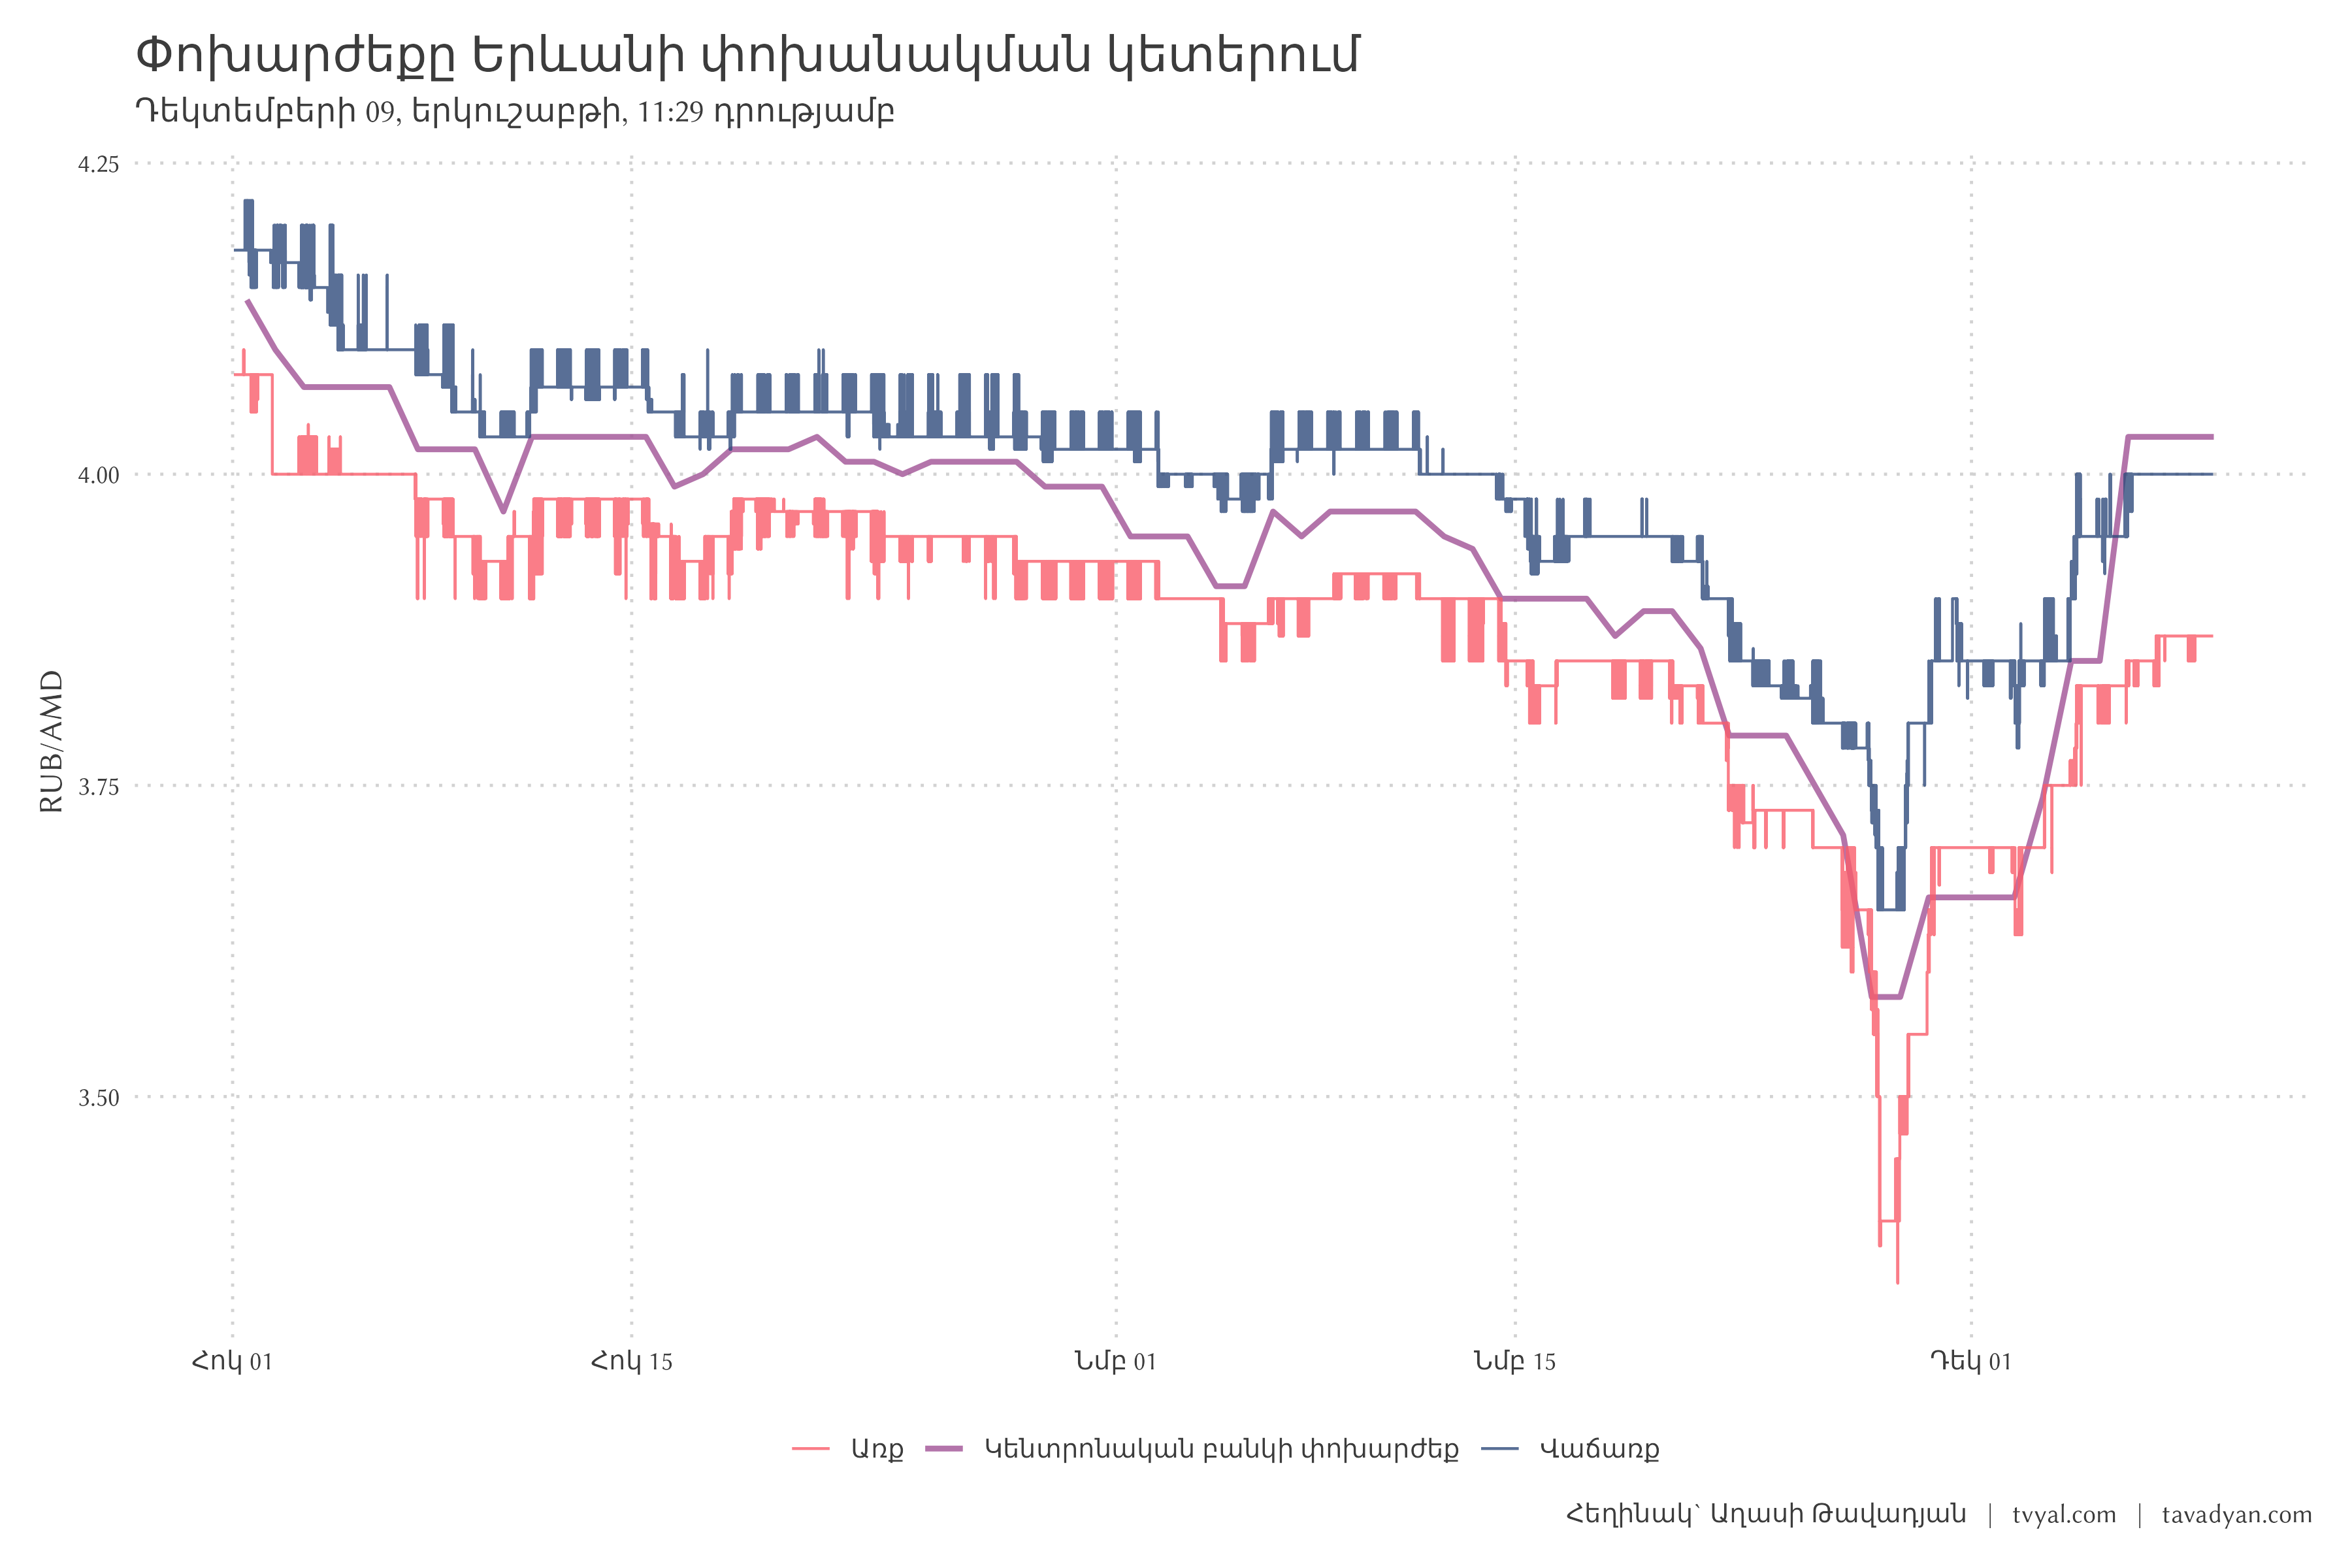 Փոխարժեքը Երևանի փոխանակման կետերում
Դեկտեմբերի 09, երկուշաբթի, 11:29 դրությամբ
RUB/AMD
4.25
4.00
3.75
3.50
Հոկ 01
Հոկ 15
Նմբ 01
Նմբ 15
Դեկ 01
Առք
Կենտրոնական բանկի փոխարժեք
Վաճառք
Հեղինակ` Աղասի Թավադյան | tvyal.com | tavadyan.com